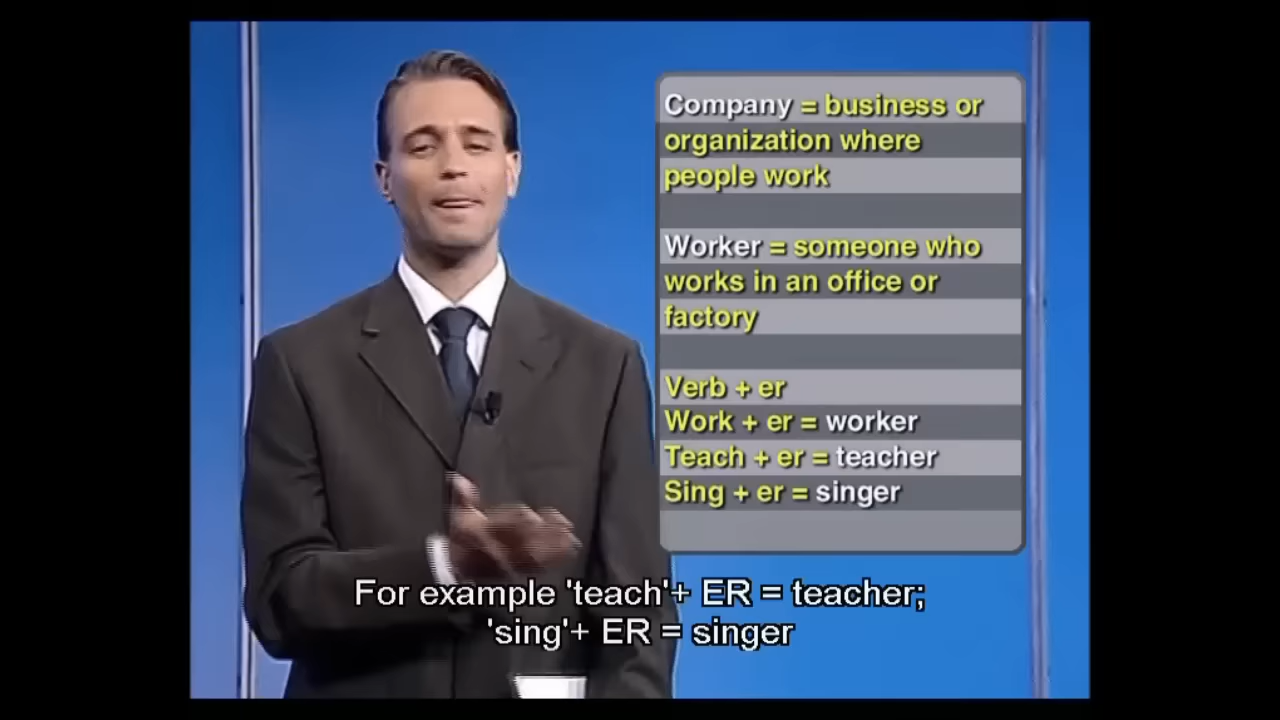 Company = business or
organization where
people work
Worker = someone who
works in an office or
factory
Verb + er
Work + er = worker
Teach + er = teacher
Sing + er = singer
For example 'teach'+ ER = teacher;
'sing'+ ER = singer